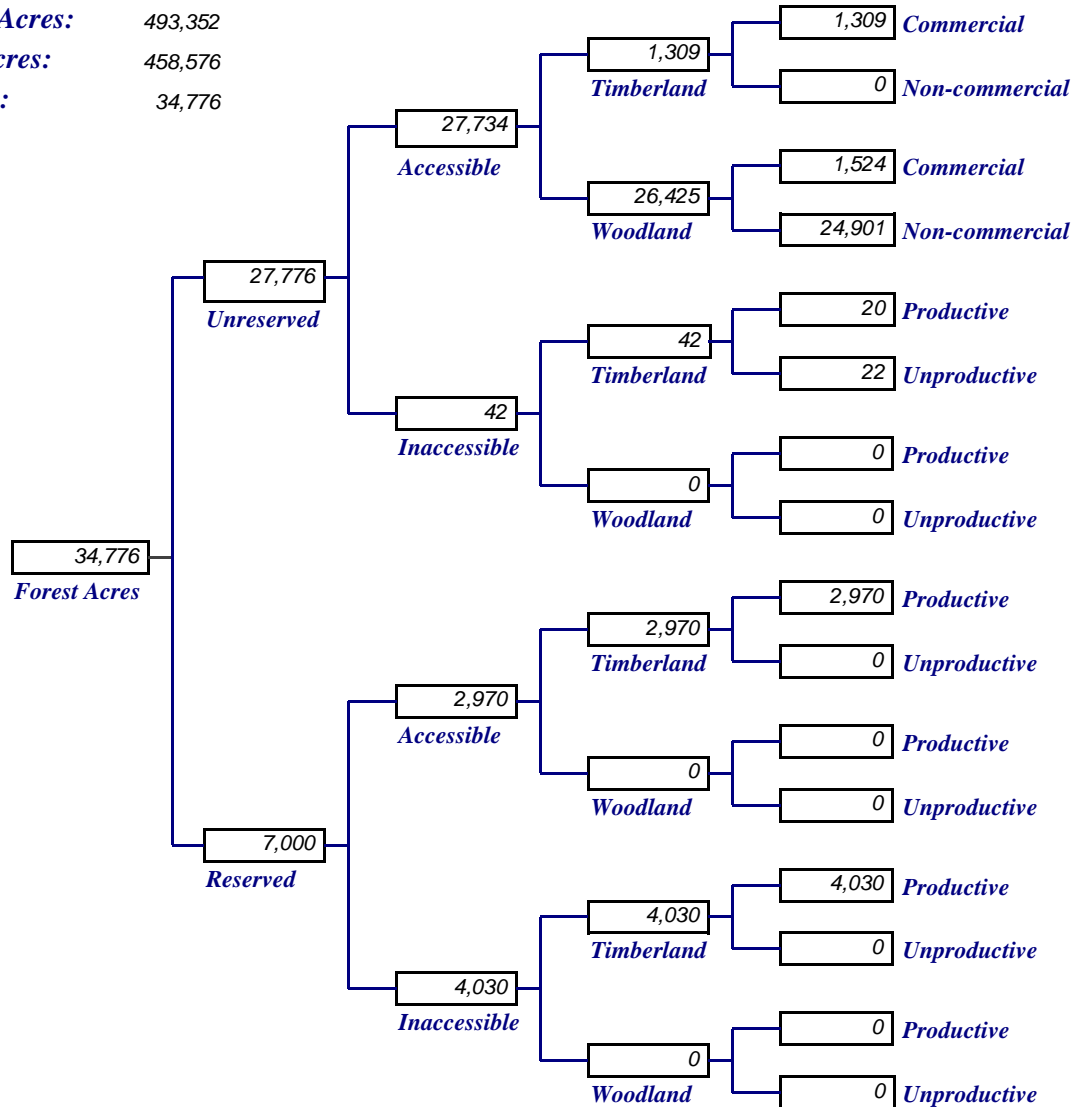 Acres: 493,352
cres: 458,576
: 34,776
1,309 Commercial
1,309
Timberland
0 Non-commercial
27,734
Accessible
1,524 Commercial
26,425
Woodland
24,901 Non-commercial
27,776
Unreserved
20 Productive
42
Timberland
22 Unproductive
42
Inaccessible
0 Productive
0
Woodland
0 Unproductive
34,776
Forest Acres
2,970 Productive
2,970
Timberland
0 Unproductive
2,970
Accessible
0 Productive
0
Woodland
0 Unproductive
7,000
Reserved
4,030 Productive
4,030
Timberland
0 Unproductive
4,030
Inaccessible
0 Productive
0
Woodland
0 Unproductive